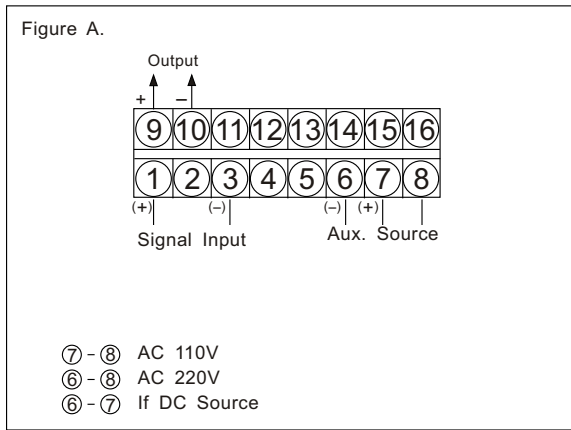 Figure A.
Output
+ −
9 10 11 12 13 14 15 16
1 2 3 4 5 6 7 8
(+) (−) (−) (+)
Signal Input Aux. Source
⑦ - ⑧ AC 110V
⑥ - ⑧ AC 220V
⑥ - ⑦ If DC Source